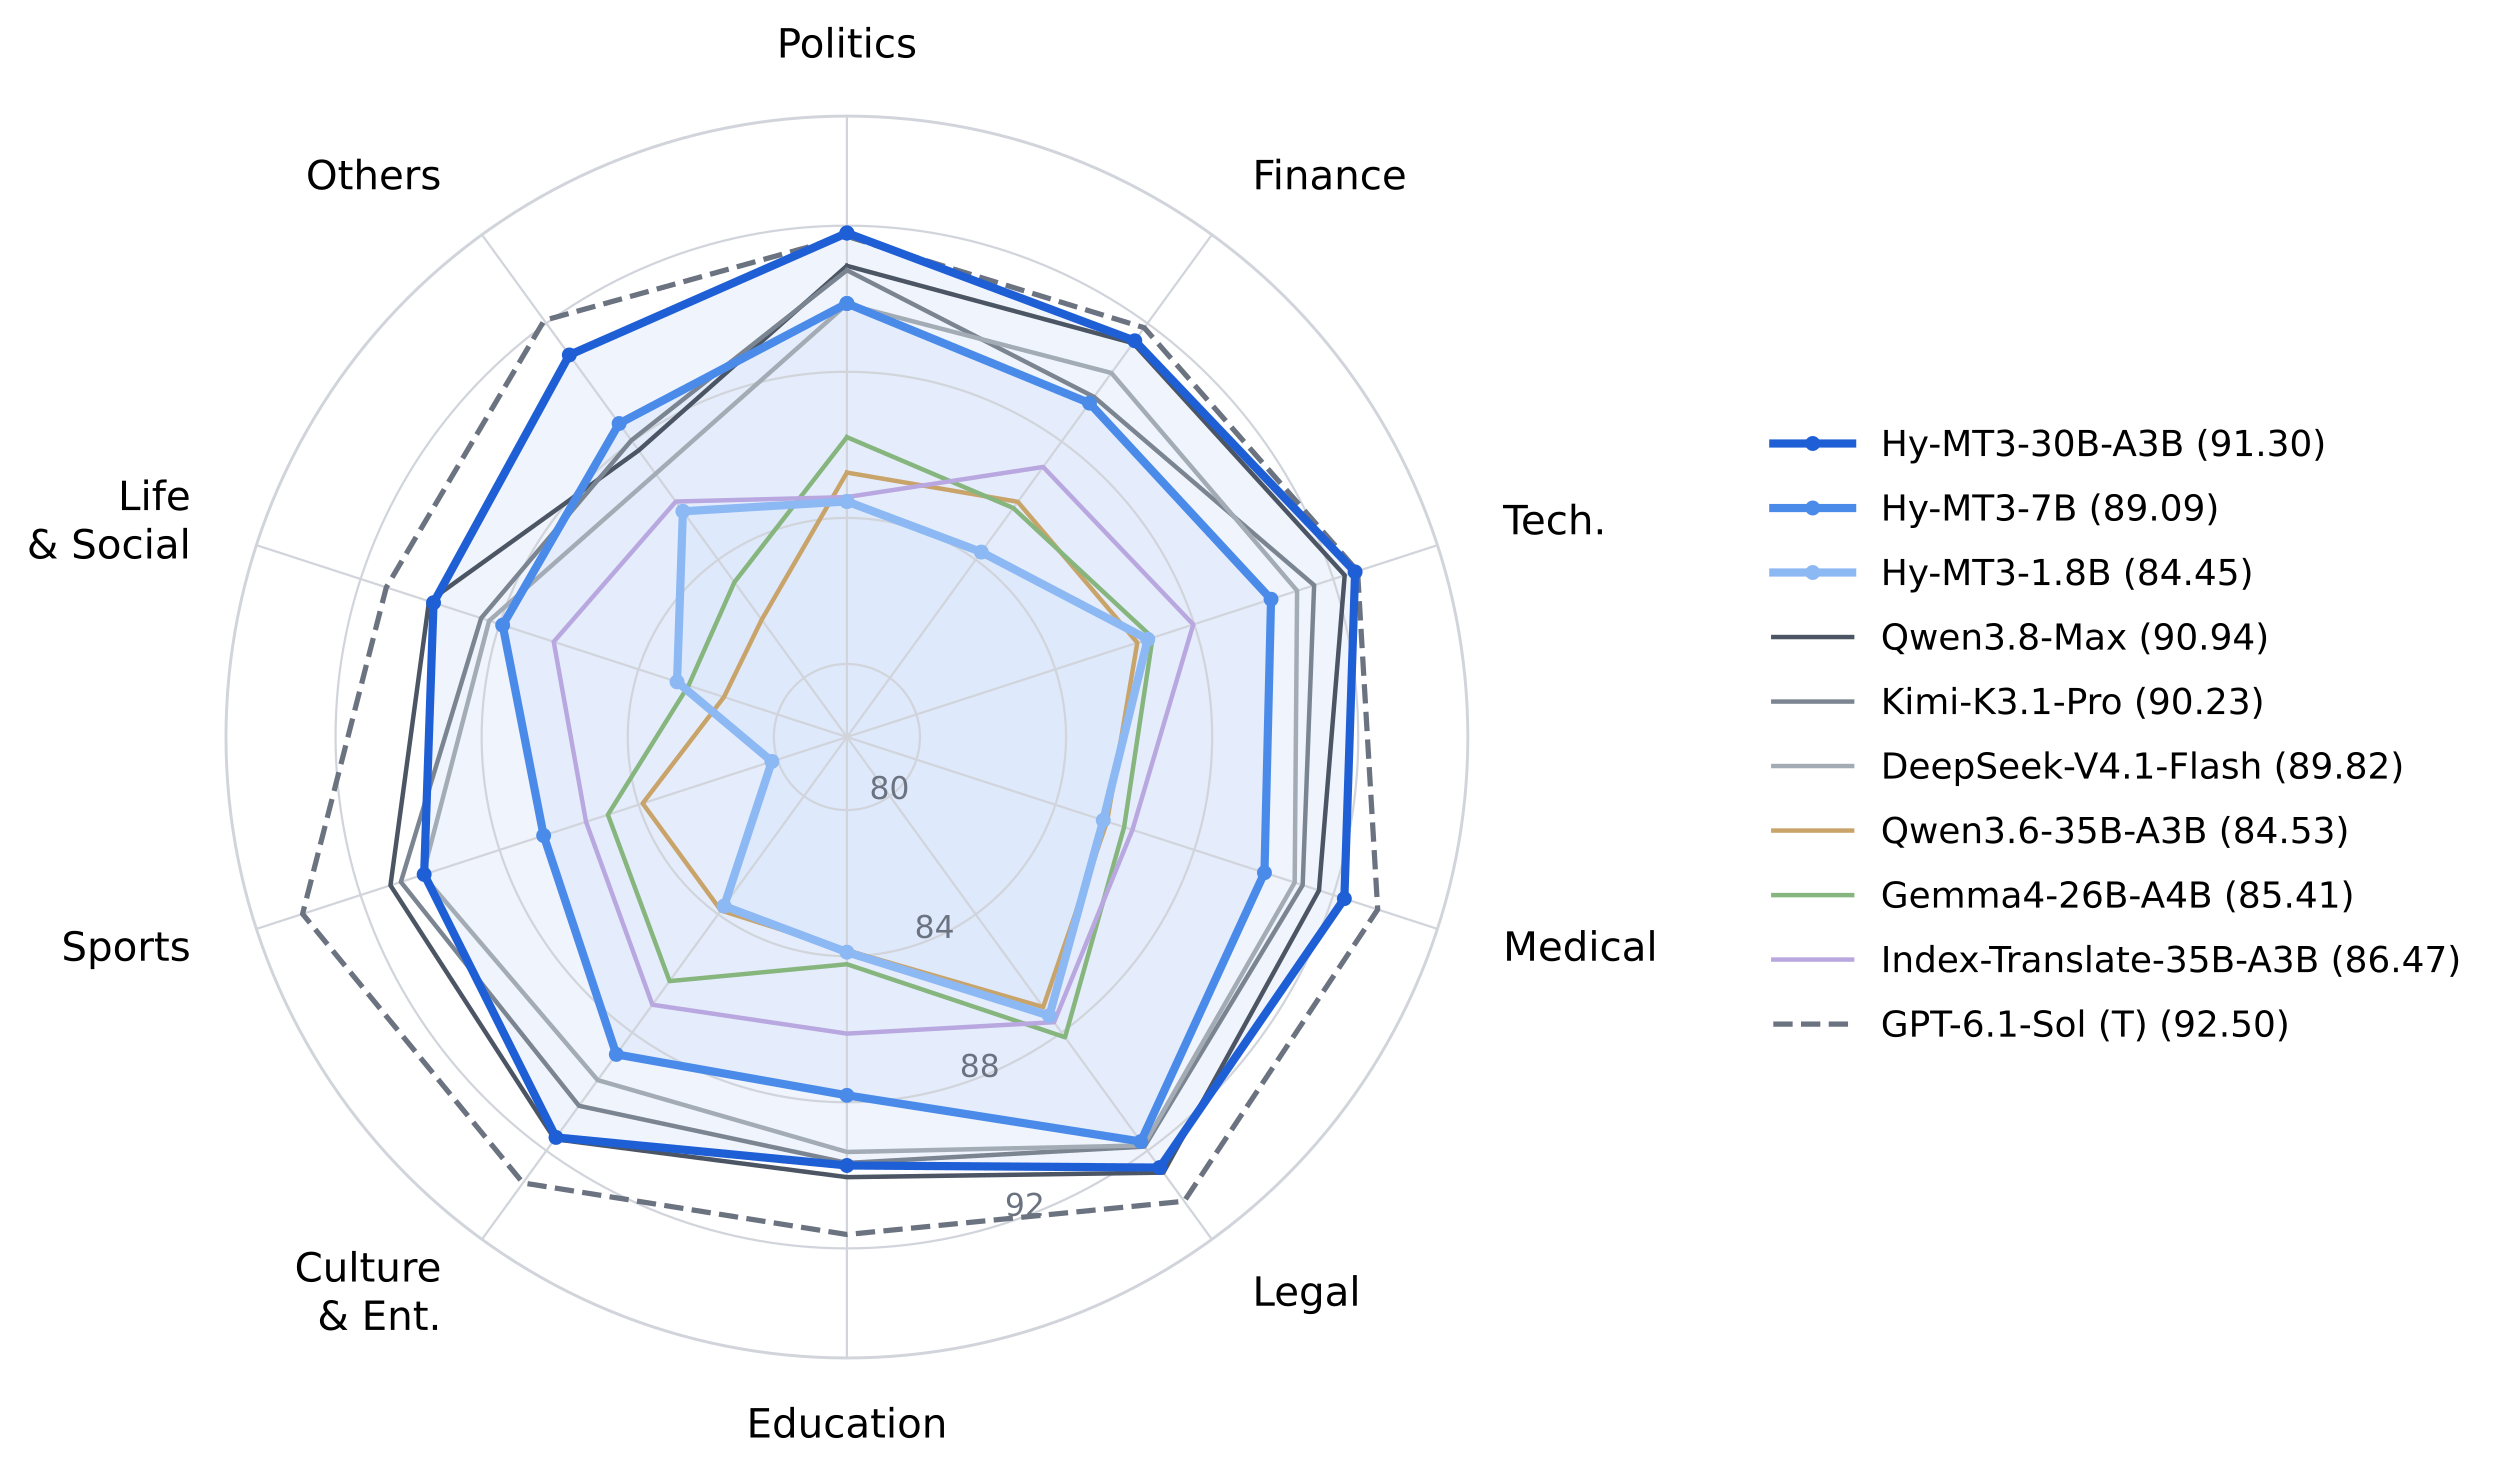 Politics
Finance
Tech.
Medical
Legal
Education
Culture
& Ent.
Sports
Life
& Social
Others
80
84
88
92
Hy-MT3-30B-A3B (91.30)
Hy-MT3-7B (89.09)
Hy-MT3-1.8B (84.45)
Qwen3.8-Max (90.94)
Kimi-K3.1-Pro (90.23)
DeepSeek-V4.1-Flash (89.82)
Qwen3.6-35B-A3B (84.53)
Gemma4-26B-A4B (85.41)
Index-Translate-35B-A3B (86.47)
GPT-6.1-Sol (T) (92.50)